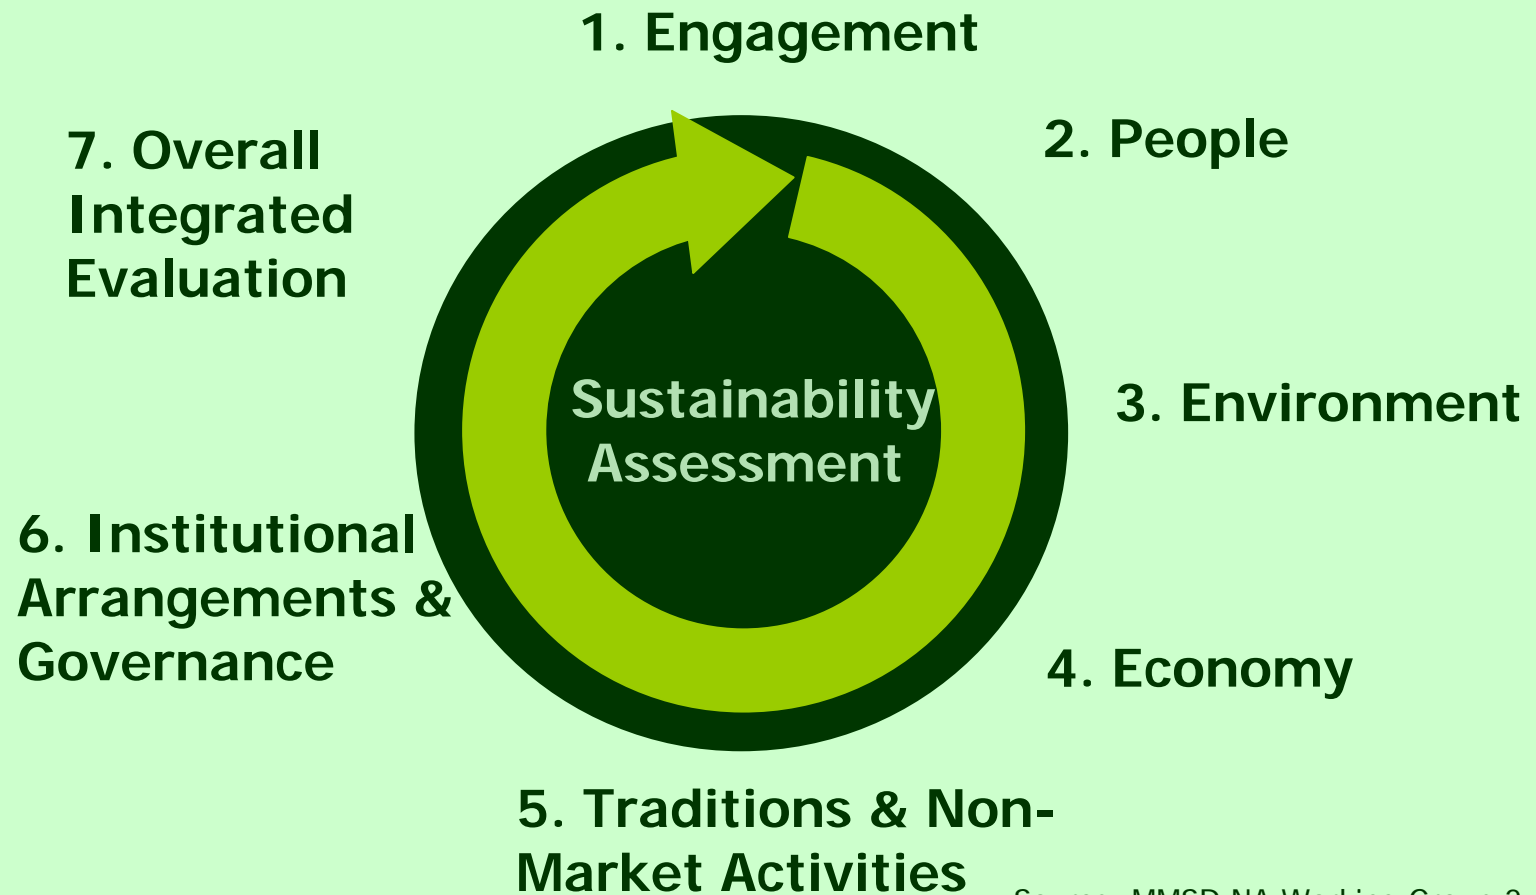 1. Engagement
2. People
3. Environment
4. Economy
5. Traditions & Non-
Market Activities
6. Institutional
Arrangements &
Governance
7. Overall
Integrated
Evaluation
Sustainability
Assessment